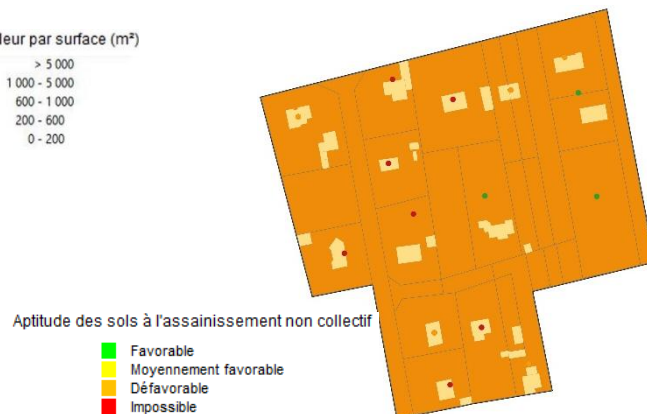 leur par surface (m²)
> 5 000
1 000 - 5 000
600 - 1 000
200 - 600
0 - 200
Aptitude des sols à l'assainissement non collectif
Favorable
Moyennement favorable
Défavorable
Impossible